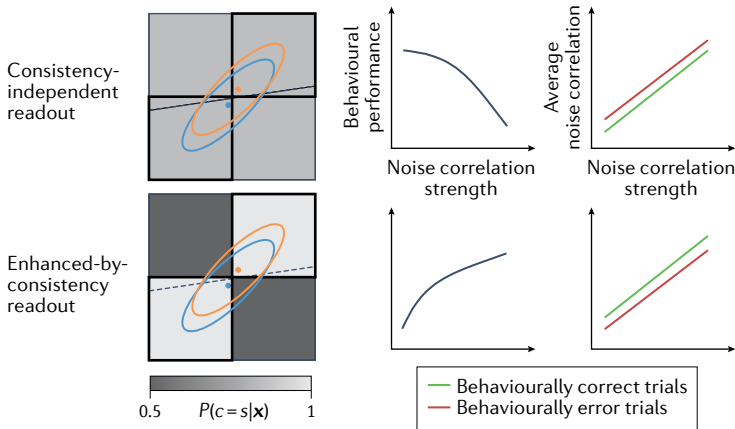 Consistency-
independent
readout
Behavioural
performance
Noise correlation
strength
Average
noise correlation
Noise correlation
strength
Enhanced-by-
consistency
readout
0.5
P(c = s|x)
1
Behaviourally correct trials
Behaviourally error trials